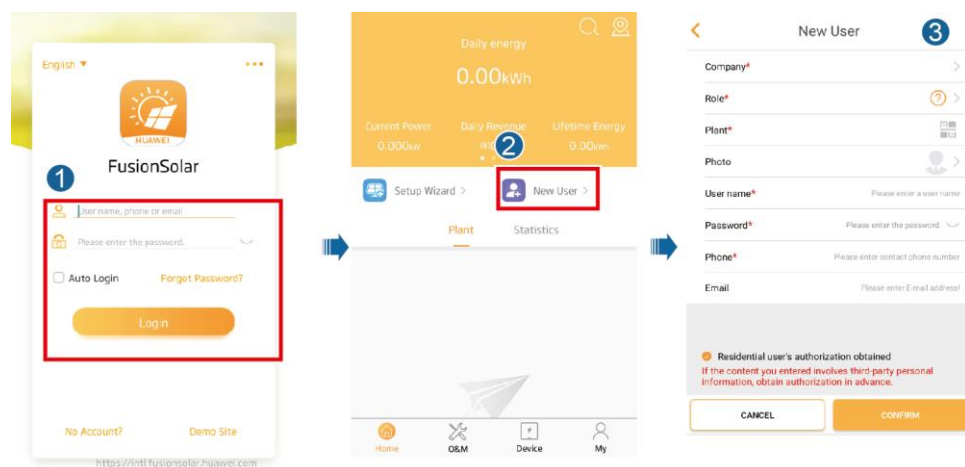 English ▼
HUAWEI
FusionSolar
1
User name, phone or email
Please enter the password.
Auto Login
Forgot Password?
Login
No Account?
Demo Site
https://intl.fusionsolar.huawei.com
Daily energy
0.00kWh
Current Power
Daily Revenue
Lifetime Energy
0.000kW
2
0.00kWh
Setup Wizard >
New User >
Plant
Statistics
Home
O&M
Device
My
New User
3
Company*
Role*
?
Plant*
Photo
User name*
Please enter a user name
Password*
Please enter the password.
Phone*
Please enter contact phone number
Email
Please enter E-mail address!
Residential user's authorization obtained
If the content you entered involves third-party personal
information, obtain authorization in advance.
CANCEL
CONFIRM